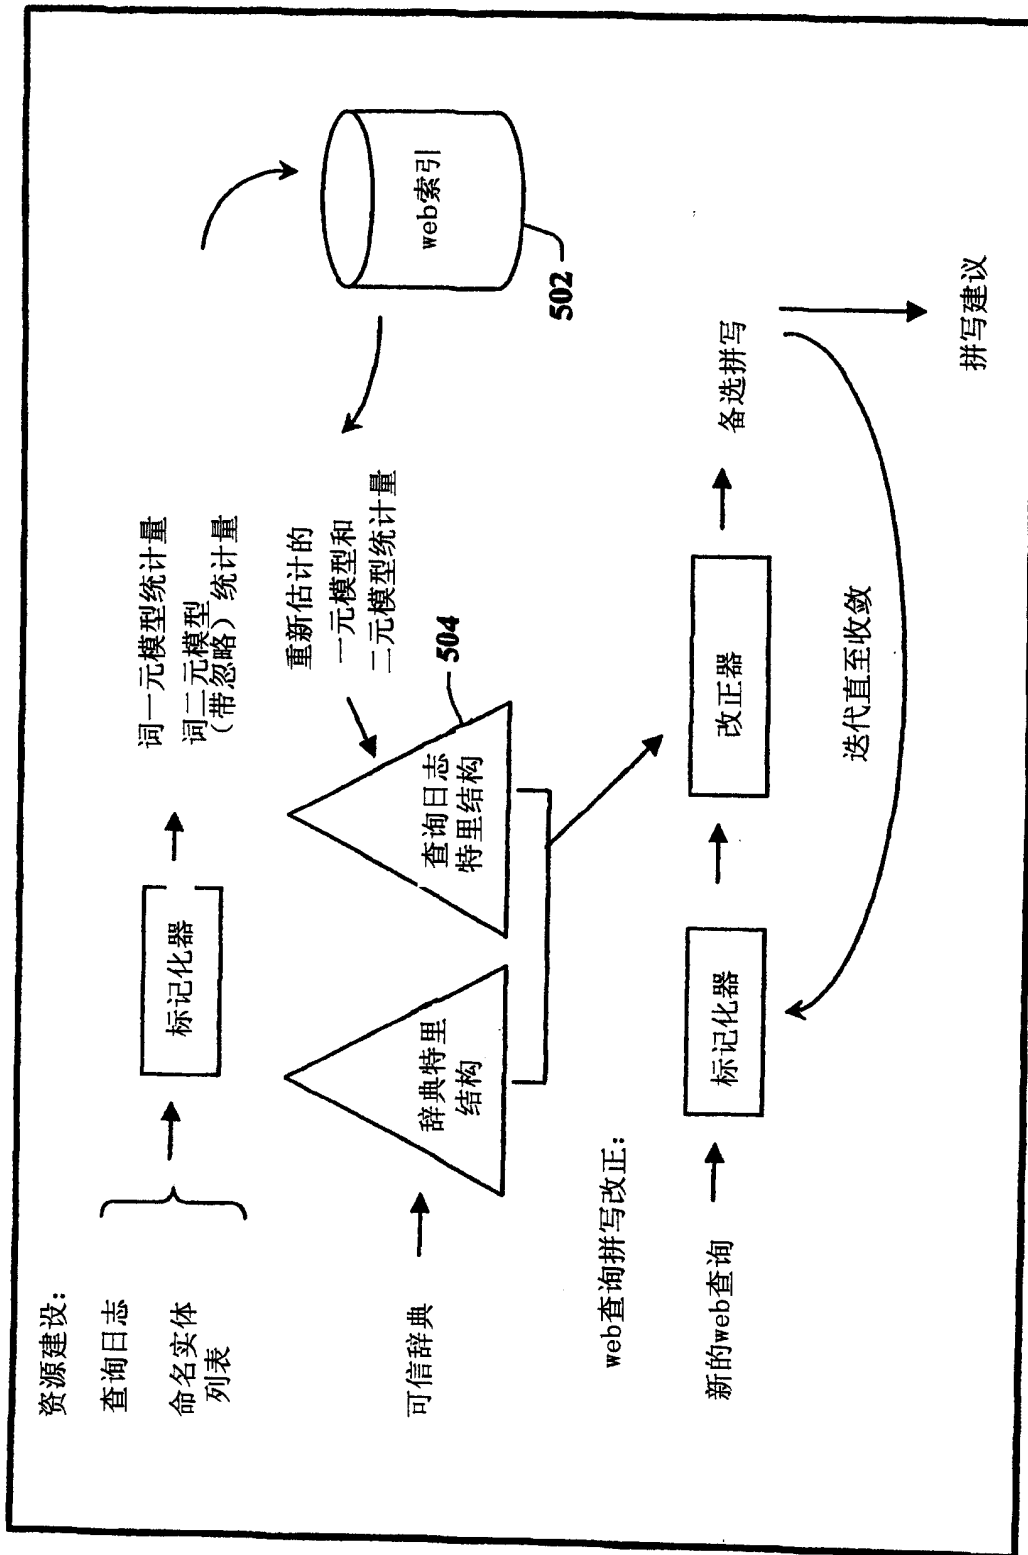 资源建设:
查询日志
命名实体
列表
标记化器
词一元模型统计量
词二元模型
(带忽略)
统计量
web索引
502
重新估计的
一元模型和
二元模型统计量
504
可信辞典
辞典特里
结构
查询日志
特里结构
web查询拼写改正:
新的web查询
标记化器
改正器
备选拼写
迭代直至收敛
拼写建议